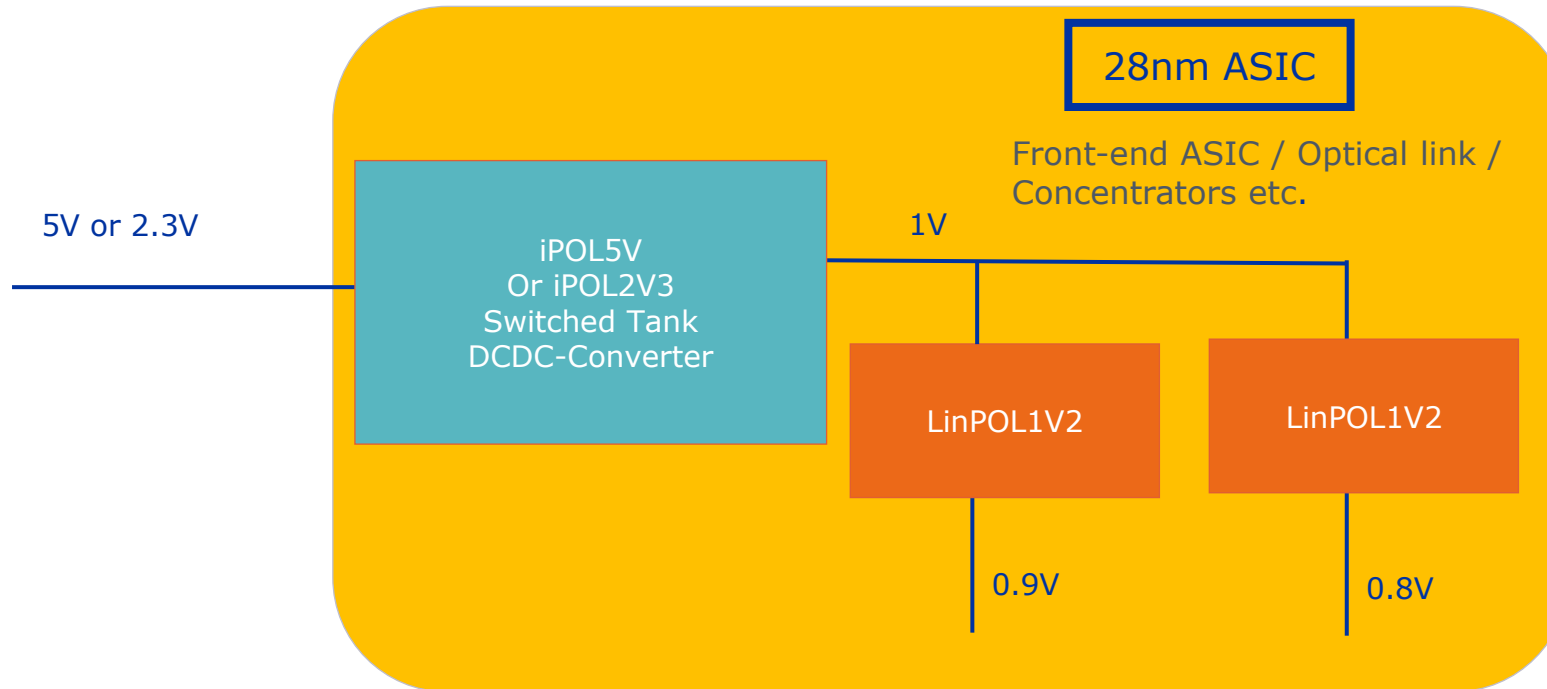 28nm ASIC
Front-end ASIC / Optical link /
Concentrators etc.
5V or 2.3V
1V
iPOL5V
Or iPOL2V3
Switched Tank
DCDC-Converter
LinPOL1V2
LinPOL1V2
0.9V
0.8V